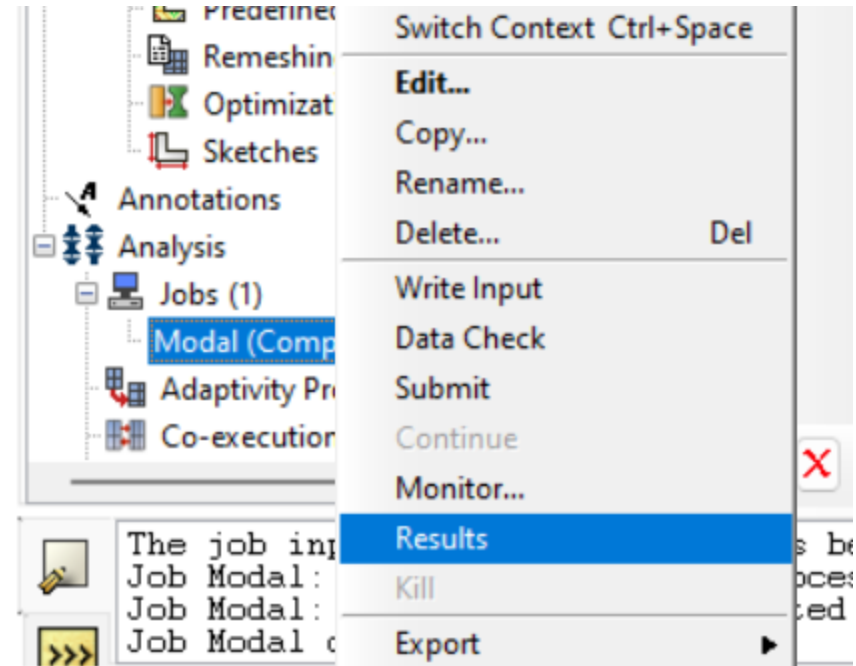 Predefined
Remeshin
Optimizat
Sketches
Annotations
Analysis
Jobs (1)
Modal (Comp
Adaptivity Pr
Co-execution
Switch Context Ctrl+Space
Edit...
Copy...
Rename...
Delete... Del
Write Input
Data Check
Submit
Continue
Monitor...
Results
Kill
Export
The job inp
Job Modal:
Job Modal:
Job Modal
>>>